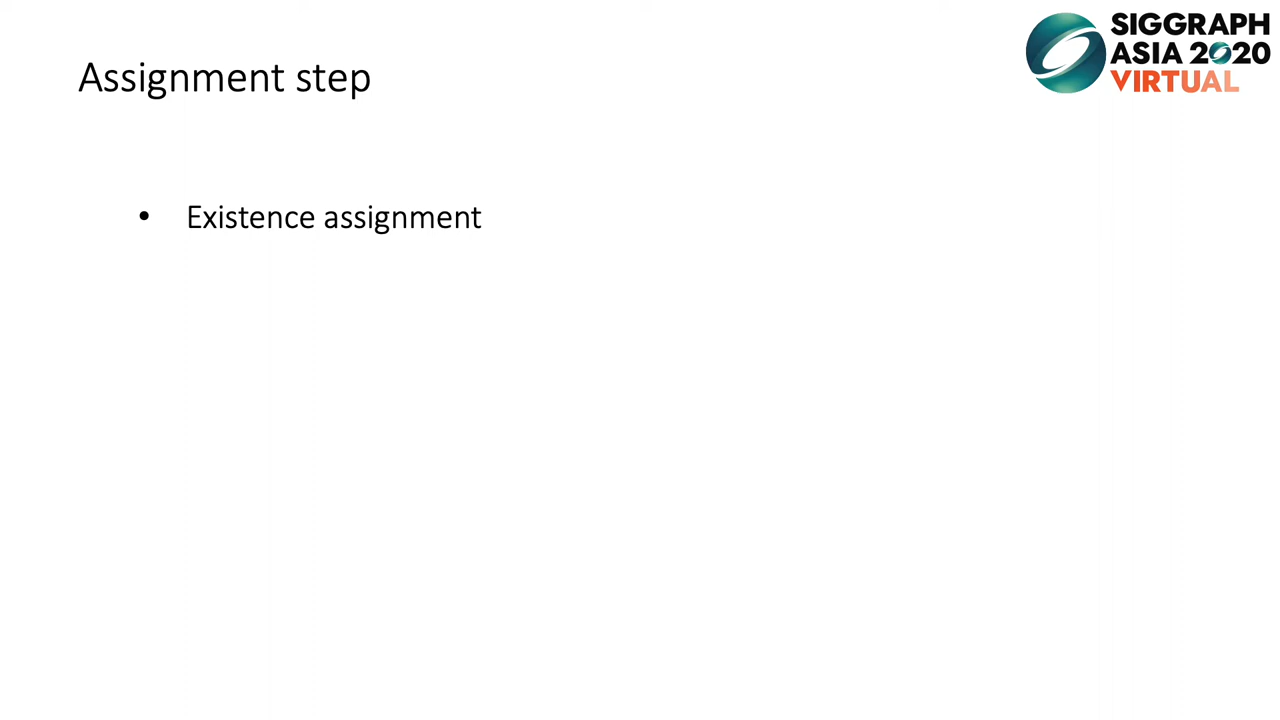 SIGGRAPH
ASIA 2020
VIRTUAL
Assignment step
• Existence assignment